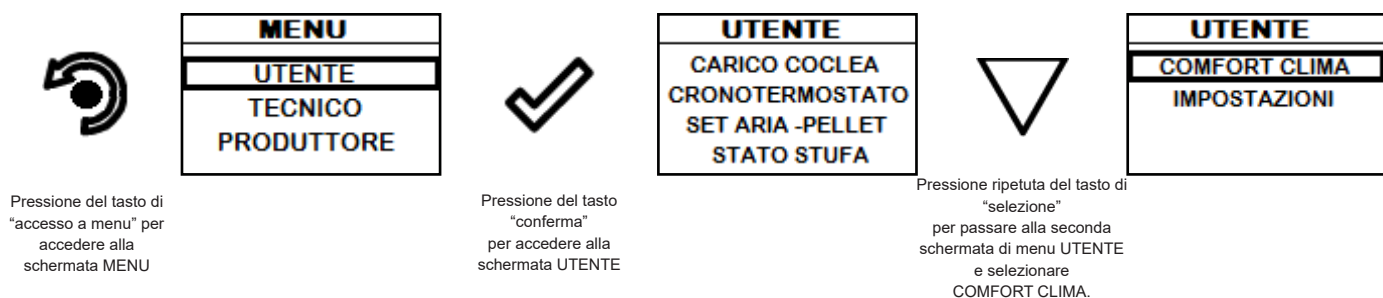 MENU
UTENTE
TECNICO
PRODUTTORE
Pressione del tasto di
“accesso a menu” per
accedere alla
schermata MENU
Pressione del tasto
“conferma”
per accedere alla
schermata UTENTE
UTENTE
CARICO COCLEA
CRONOTERMOSTATO
SET ARIA -PELLET
STATO STUFA
Pressione ripetuta del tasto di
“selezione”
per passare alla seconda
schermata di menu UTENTE
e selezionare
COMFORT CLIMA.
UTENTE
COMFORT CLIMA
IMPOSTAZIONI